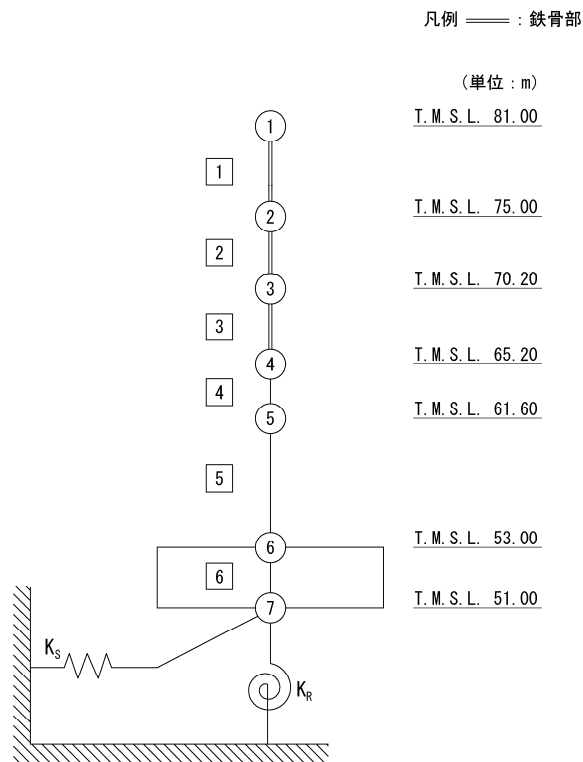 凡例 ═══ : 鉄骨部
(単位 : m)
1 T.M.S.L. 81.00
1
2 T.M.S.L. 75.00
2
3 T.M.S.L. 70.20
3
4 T.M.S.L. 65.20
4
5 T.M.S.L. 61.60
5
6 T.M.S.L. 53.00
6
7 T.M.S.L. 51.00
KS
KR